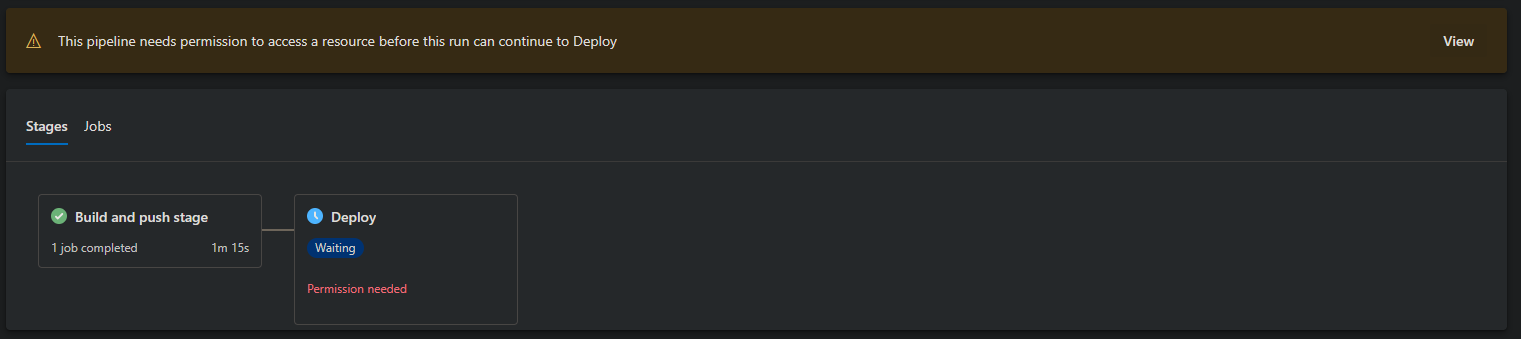 This pipeline needs permission to access a resource before this run can continue to Deploy
View
Stages Jobs
Build and push stage
1 job completed 1m 15s
Deploy
Waiting
Permission needed